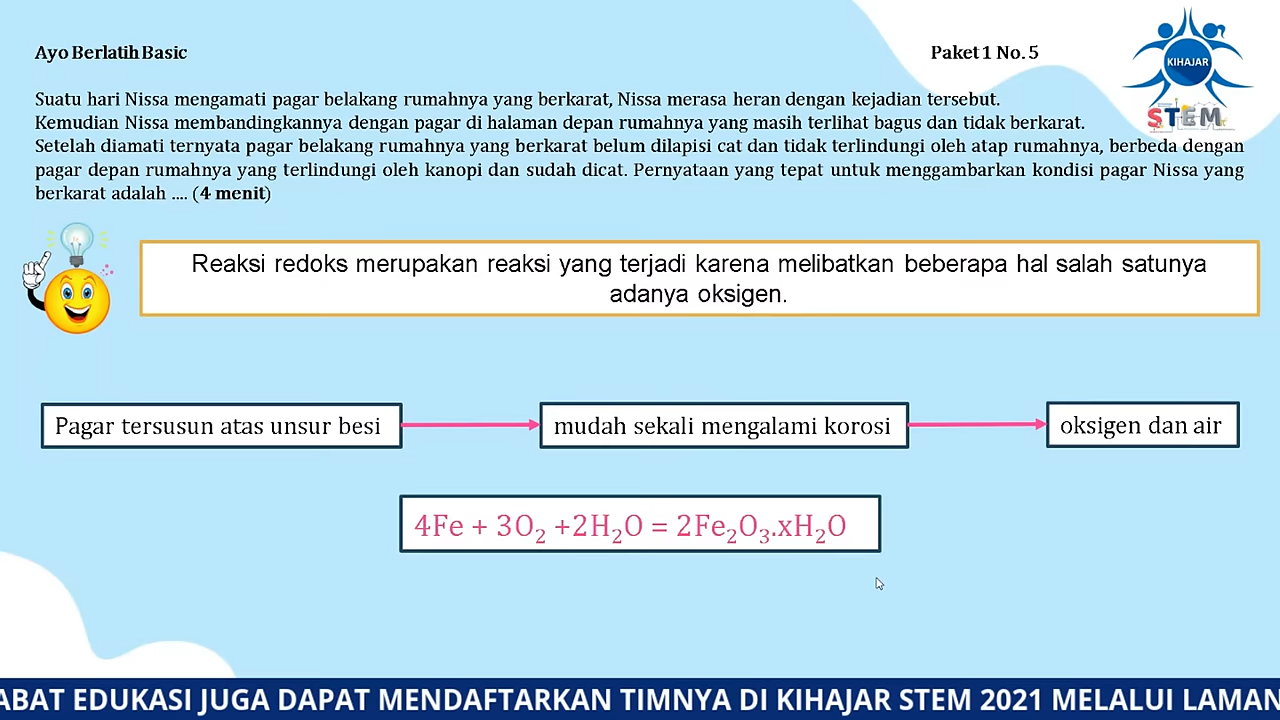 Ayo Berlatih Basic
Paket 1 No. 5
KIHAJAR
STEM
Suatu hari Nissa mengamati pagar belakang rumahnya yang berkarat, Nissa merasa heran dengan kejadian tersebut.
Kemudian Nissa membandingkannya dengan pagar di halaman depan rumahnya yang masih terlihat bagus dan tidak berkarat.
Setelah diamati ternyata pagar belakang rumahnya yang berkarat belum dilapisi cat dan tidak terlindungi oleh atap rumahnya, berbeda dengan
pagar depan rumahnya yang terlindungi oleh kanopi dan sudah dicat. Pernyataan yang tepat untuk menggambarkan kondisi pagar Nissa yang
berkarat adalah .... (4 menit)
Reaksi redoks merupakan reaksi yang terjadi karena melibatkan beberapa hal salah satunya
adanya oksigen.
Pagar tersusun atas unsur besi
mudah sekali mengalami korosi
oksigen dan air
4Fe + 3O₂ +2H₂O = 2Fe₂O₃.xH₂O
ABAT EDUKASI JUGA DAPAT MENDAFTARKAN TIMNYA DI KIHAJAR STEM 2021 MELALUI LAMAN